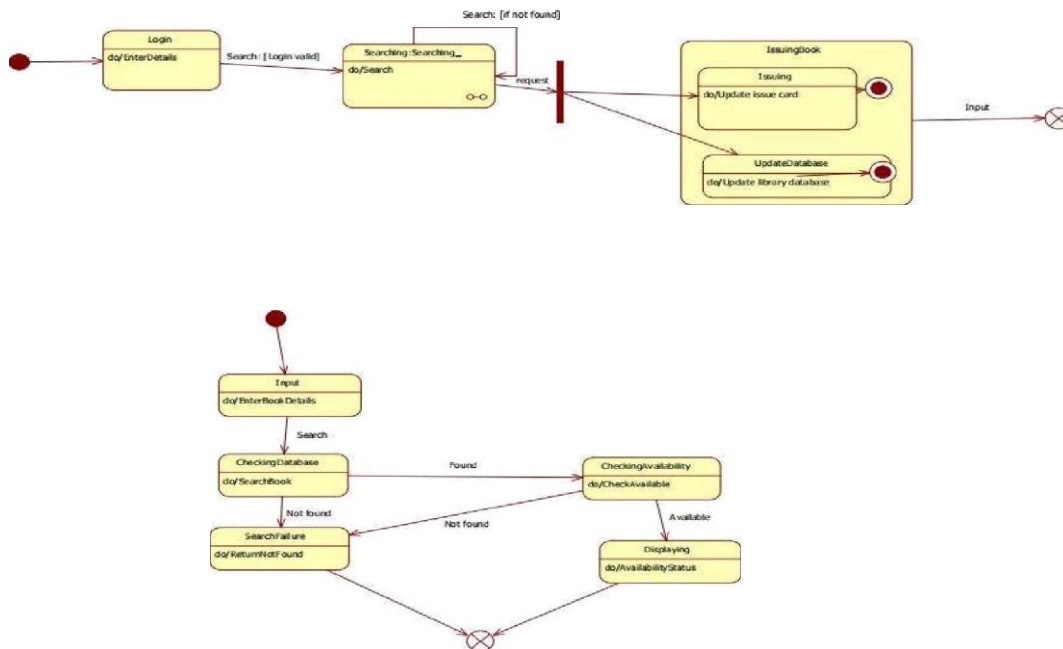 Search: [if not found]
Login
do/EnterDetails
Search: [Login valid]
Searching:Searching_
do/Search
request
IssuingBook
Issuing
do/Update issue card
UpdateDatabase
do/Update library database
Input
Input
do/EnterBookDetails
Search
CheckingDatabase
do/SearchBook
Found
CheckingAvailability
do/CheckAvailable
Not found
Not found
Available
SearchFailure
do/ReturnNotFound
Displaying
do/AvailabilityStatus